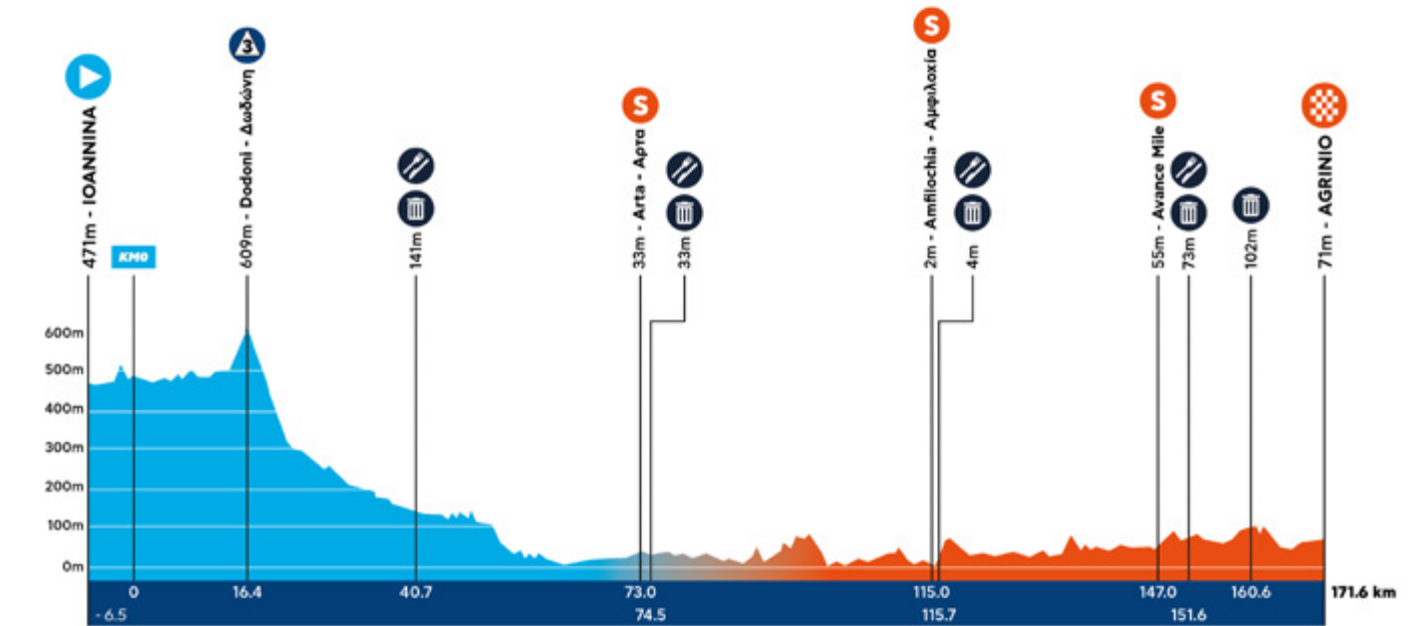 S
3
S
S
471m - IOANNINA
KM0
609m - Dodoni - Δωδώνη
141m
33m - Arta - Αρτα
33m
2m - Amfilochia - Αμφιλοχία
4m
55m - Avance Mile
73m
102m
71m - AGRINIO
600m
500m
400m
300m
200m
100m
0m
0 16.4 40.7 73.0 115.0 147.0 160.6 171.6 km
- 6.5 74.5 115.7 151.6